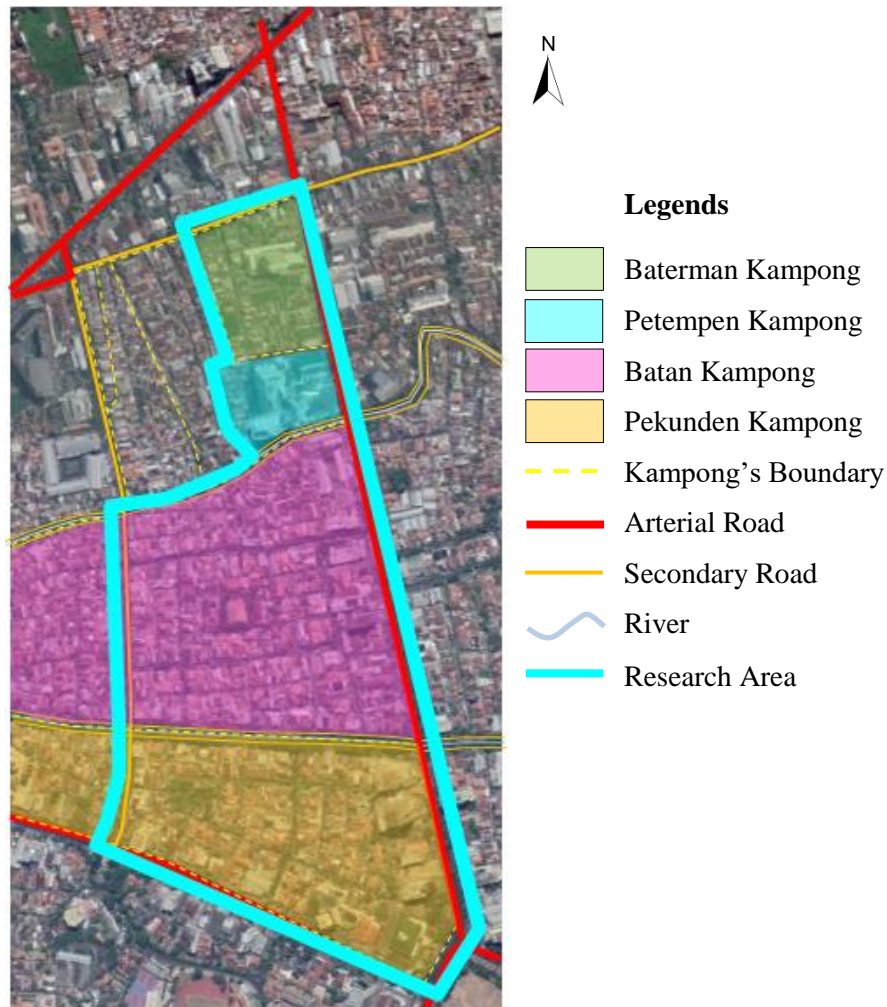 N
Legends
Baterman Kampong
Petempen Kampong
Batan Kampong
Pekunden Kampong
Kampong's Boundary
Arterial Road
Secondary Road
River
Research Area